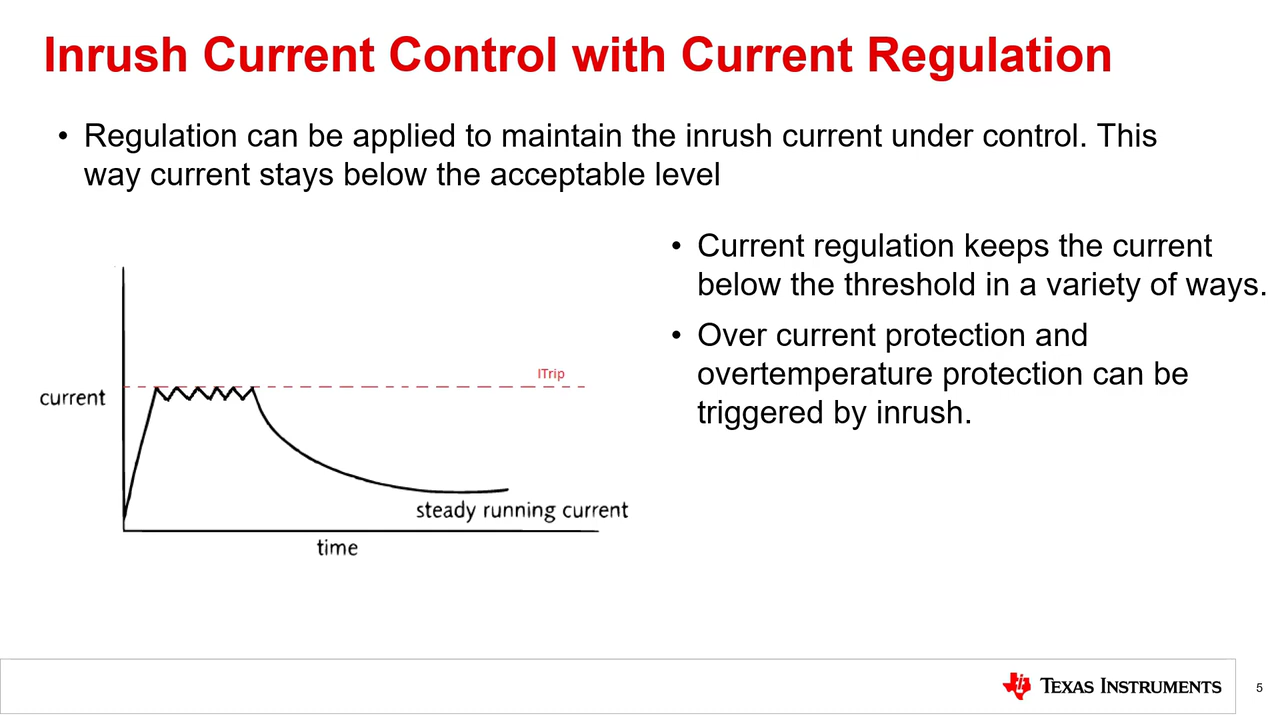 Inrush Current Control with Current Regulation
• Regulation can be applied to maintain the inrush current under control. This
way current stays below the acceptable level
• Current regulation keeps the current
below the threshold in a variety of ways.
• Over current protection and
overtemperature protection can be
triggered by inrush.
ITrip
current
steady running current
time
TEXAS INSTRUMENTS
5